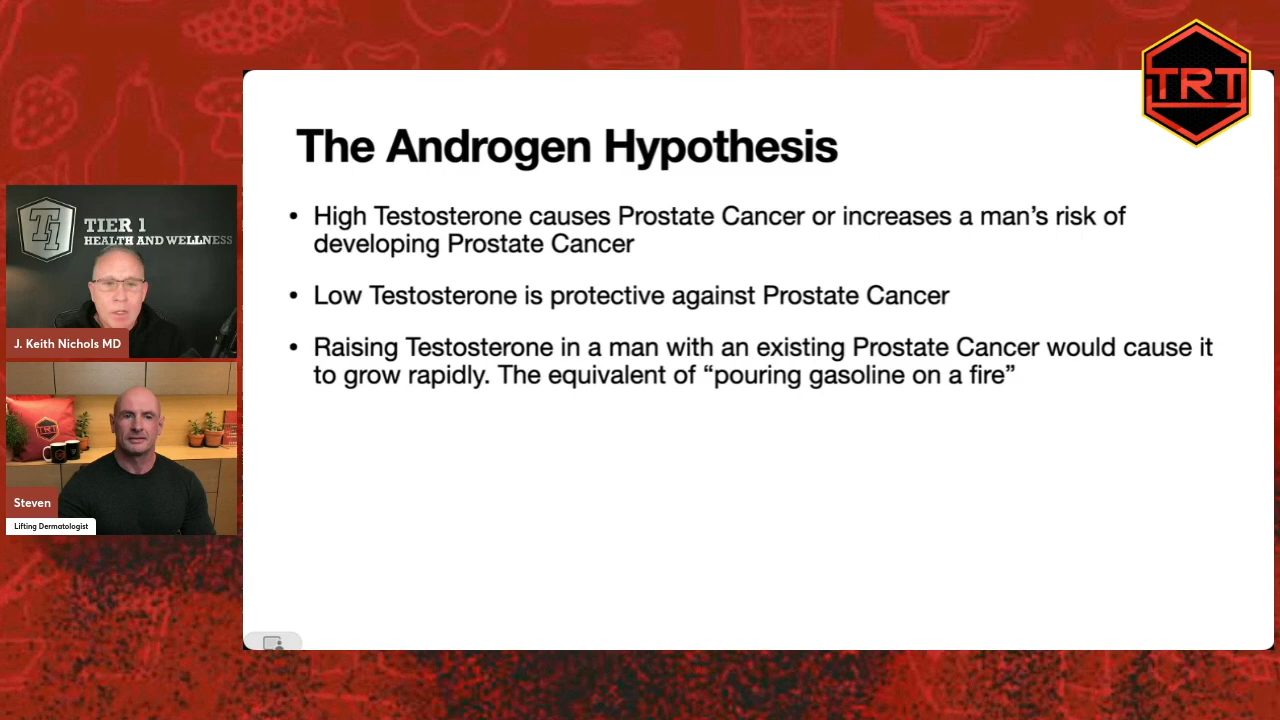 TRT
The Androgen Hypothesis
• High Testosterone causes Prostate Cancer or increases a man’s risk of
developing Prostate Cancer
• Low Testosterone is protective against Prostate Cancer
• Raising Testosterone in a man with an existing Prostate Cancer would cause it
to grow rapidly. The equivalent of “pouring gasoline on a fire”
T1
TIER 1
HEALTH AND WELLNESS
J. Keith Nichols MD
TRT
Steven
Lifting Dermatologist